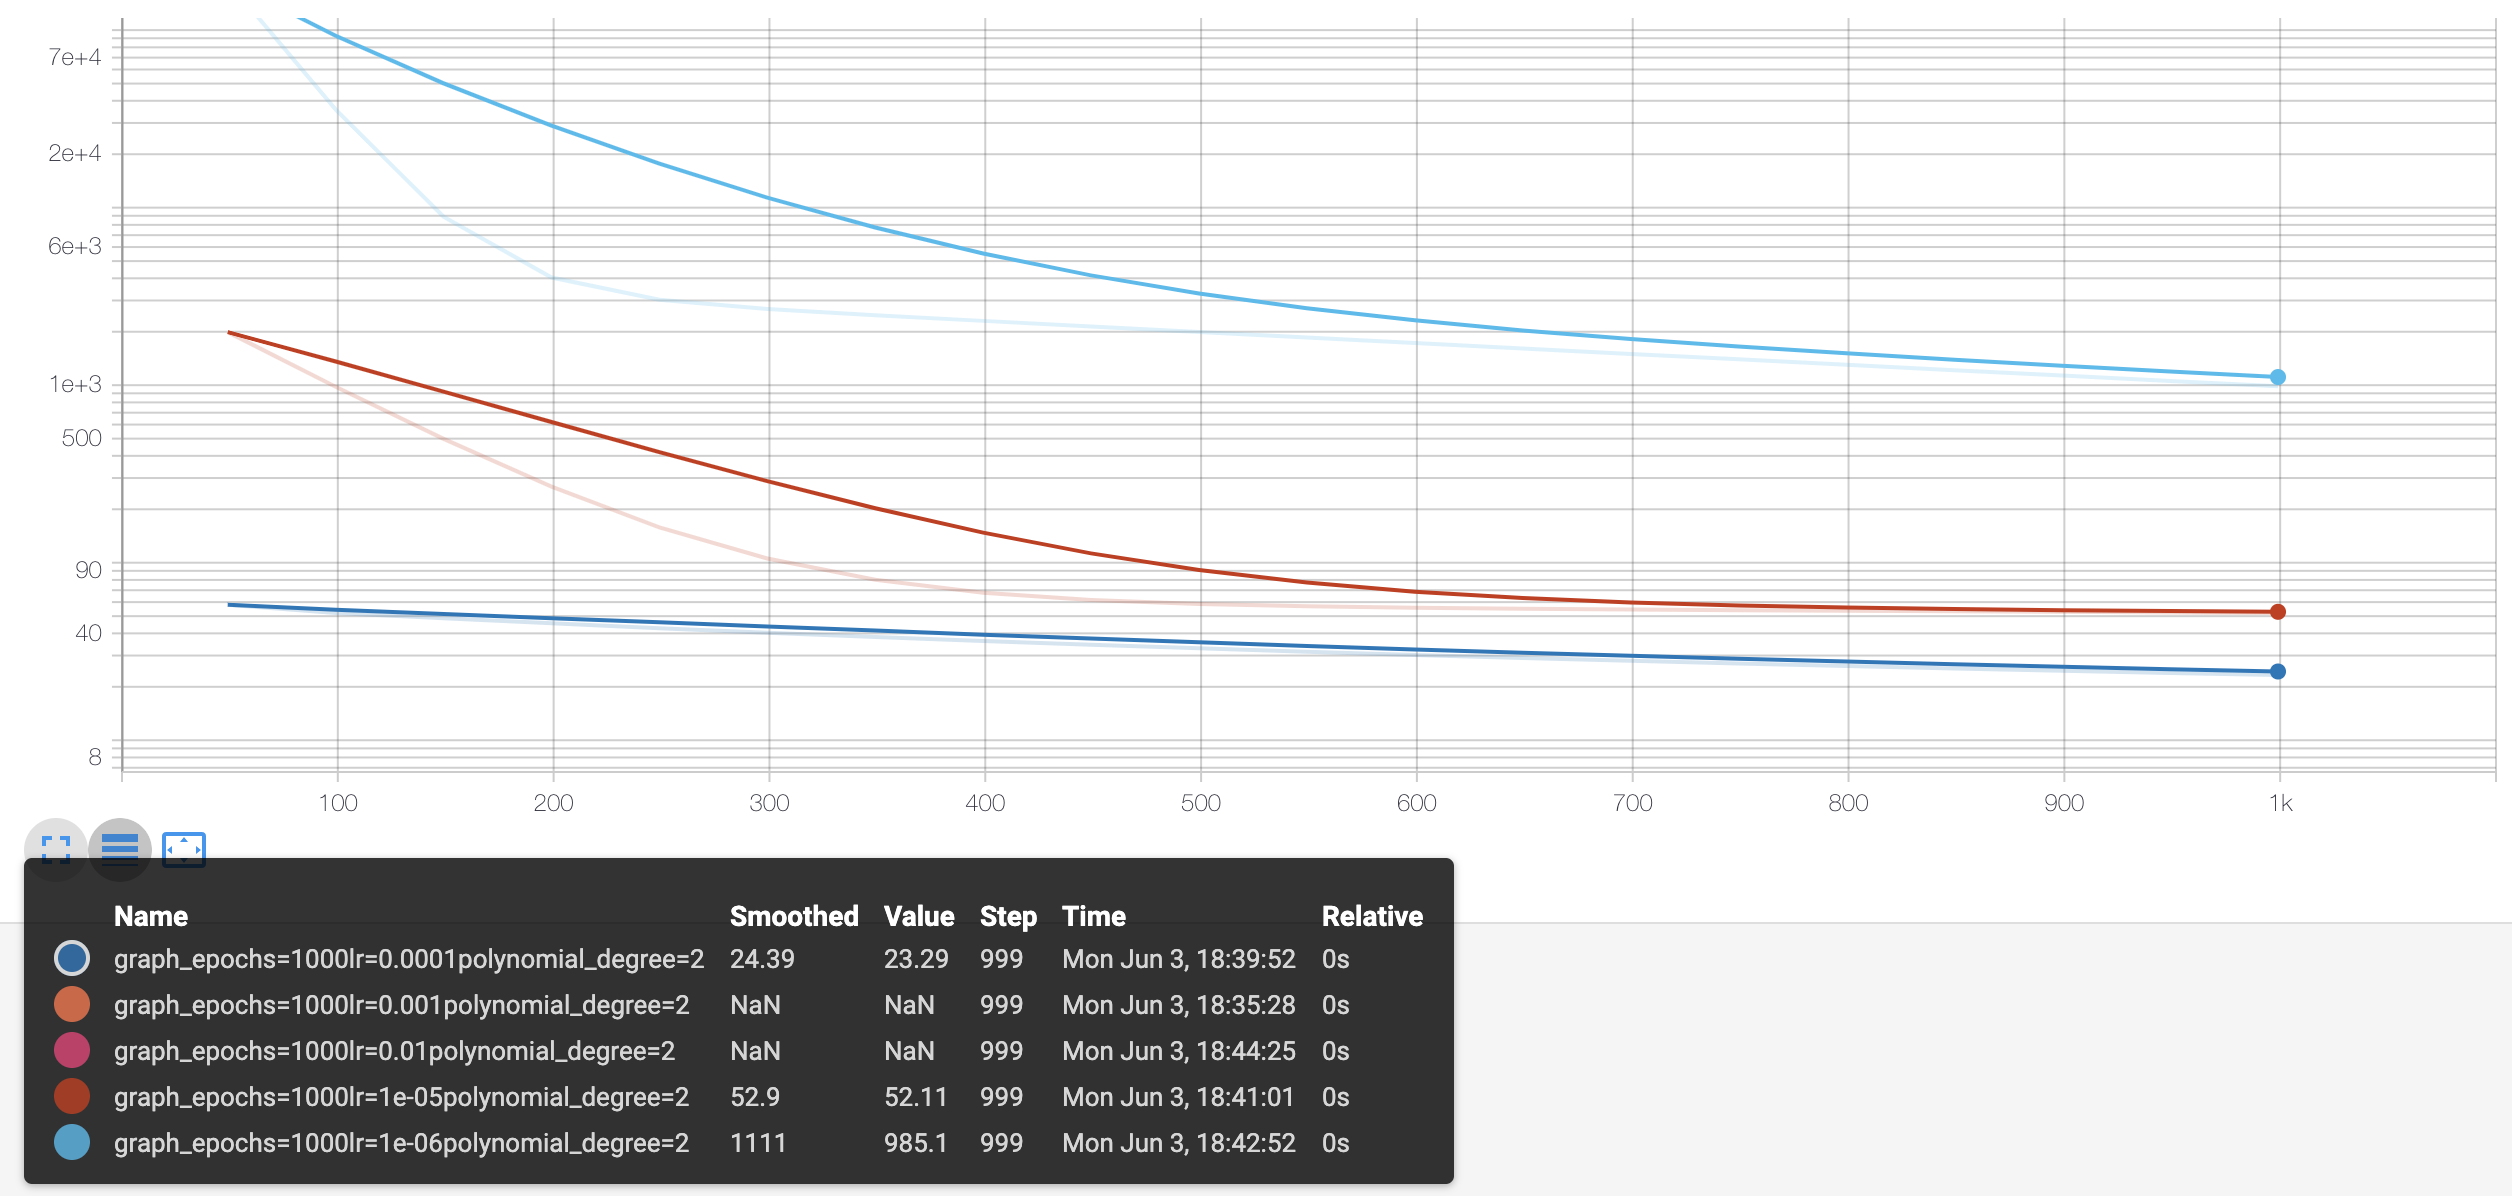 7e+4
2e+4
6e+3
1e+3
500
90
40
8
100 200 300 400 500 600 700 800 900 1k
Name Smoothed Value Step Time Relative
graph_epochs=1000lr=0.0001polynomial_degree=2 24.39 23.29 999 Mon Jun 3, 18:39:52 0s
graph_epochs=1000lr=0.001polynomial_degree=2 NaN NaN 999 Mon Jun 3, 18:35:28 0s
graph_epochs=1000lr=0.01polynomial_degree=2 NaN NaN 999 Mon Jun 3, 18:44:25 0s
graph_epochs=1000lr=1e-05polynomial_degree=2 52.9 52.11 999 Mon Jun 3, 18:41:01 0s
graph_epochs=1000lr=1e-06polynomial_degree=2 1111 985.1 999 Mon Jun 3, 18:42:52 0s